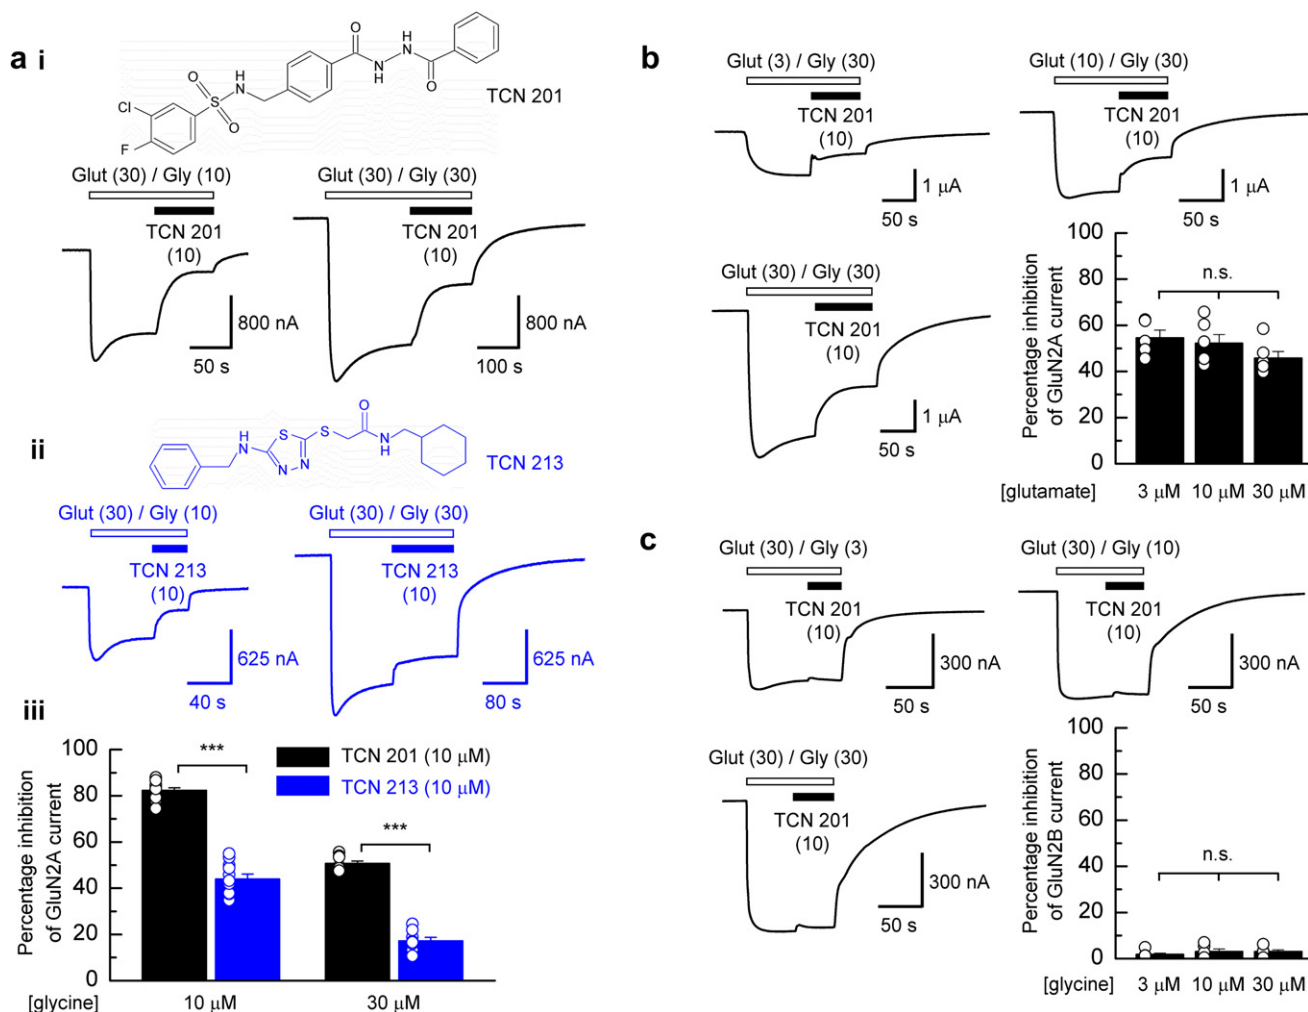 a i
O
H
N
N
H
O
TCN 201
H
N
O
S
O
Cl
F
Glut (30) / Gly (10)
TCN 201
(10)
800 nA
50 s
Glut (30) / Gly (30)
TCN 201
(10)
800 nA
100 s
ii
H
N
S
S
O
N
H
N
N
TCN 213
Glut (30) / Gly (10)
TCN 213
(10)
625 nA
40 s
Glut (30) / Gly (30)
TCN 213
(10)
625 nA
80 s
iii
Percentage inhibition
of GluN2A current
100
80
60
40
20
0
***
***
TCN 201 (10 μM)
TCN 213 (10 μM)
[glycine]
10 μM
30 μM
b
Glut (3) / Gly (30)
TCN 201
(10)
1 μA
50 s
Glut (10) / Gly (30)
TCN 201
(10)
1 μA
50 s
Glut (30) / Gly (30)
TCN 201
(10)
1 μA
50 s
Percentage inhibition
of GluN2A current
100
80
60
40
20
0
n.s.
[glutamate]
3 μM
10 μM
30 μM
c
Glut (30) / Gly (3)
TCN 201
(10)
300 nA
50 s
Glut (30) / Gly (10)
TCN 201
(10)
300 nA
50 s
Glut (30) / Gly (30)
TCN 201
(10)
300 nA
50 s
Percentage inhibition
of GluN2B current
100
80
60
40
20
0
n.s.
[glycine]
3 μM
10 μM
30 μM